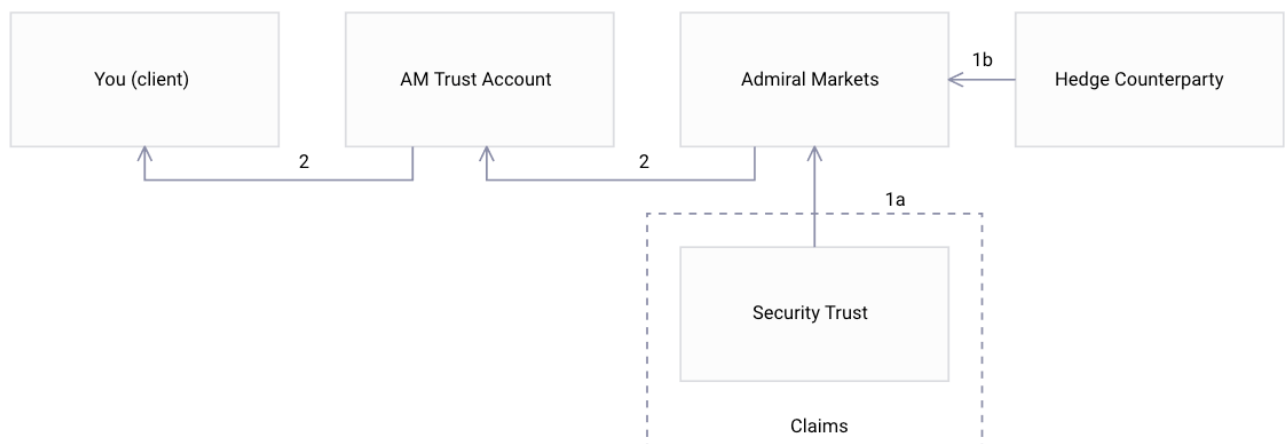 You (client)
AM Trust Account
Admiral Markets
1b
Hedge Counterparty
2
2
1a
Security Trust
Claims